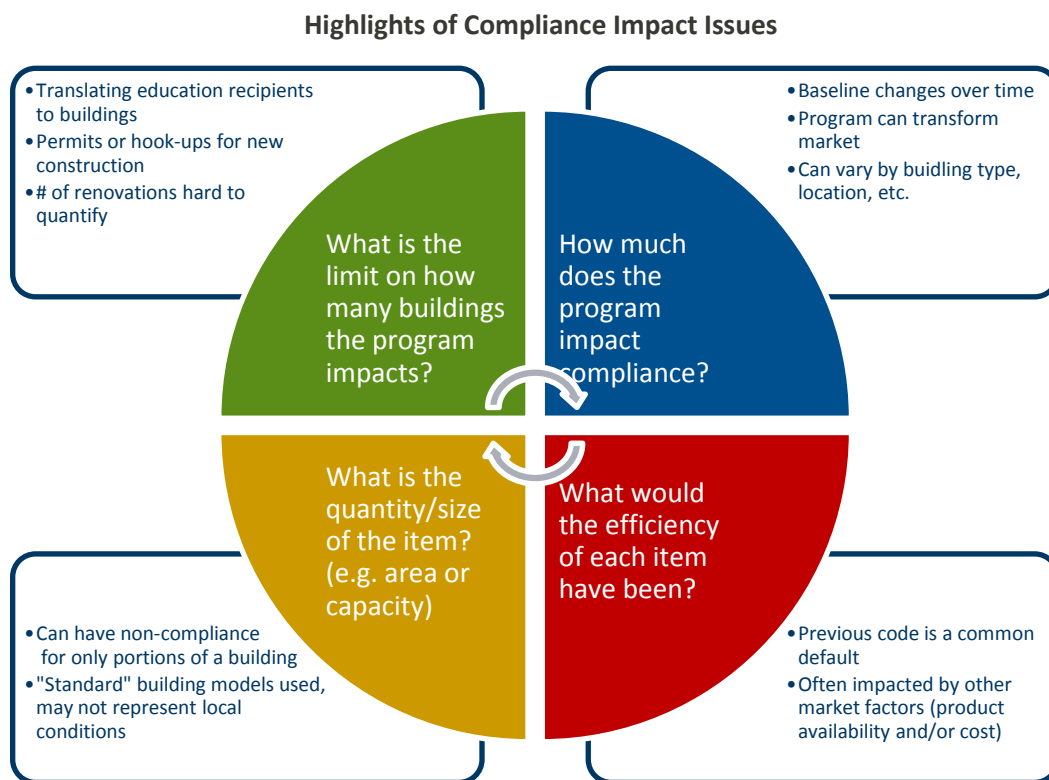 Highlights of Compliance Impact Issues
•Translating education recipients
to buildings
•Permits or hook-ups for new
construction
•# of renovations hard to
quantify
•Baseline changes over time
•Program can transform
market
•Can vary by buidling type,
location, etc.
What is the
limit on how
many buildings
the program
impacts?
How much
does the
program
impact
compliance?
What is the
quantity/size
of the item?
(e.g. area or
capacity)
What would
the efficiency
of each item
have been?
•Can have non-compliance
for only portions of a building
•"Standard" building models used,
may not represent local
conditions
•Previous code is a common
default
•Often impacted by other
market factors (product
availability and/or cost)